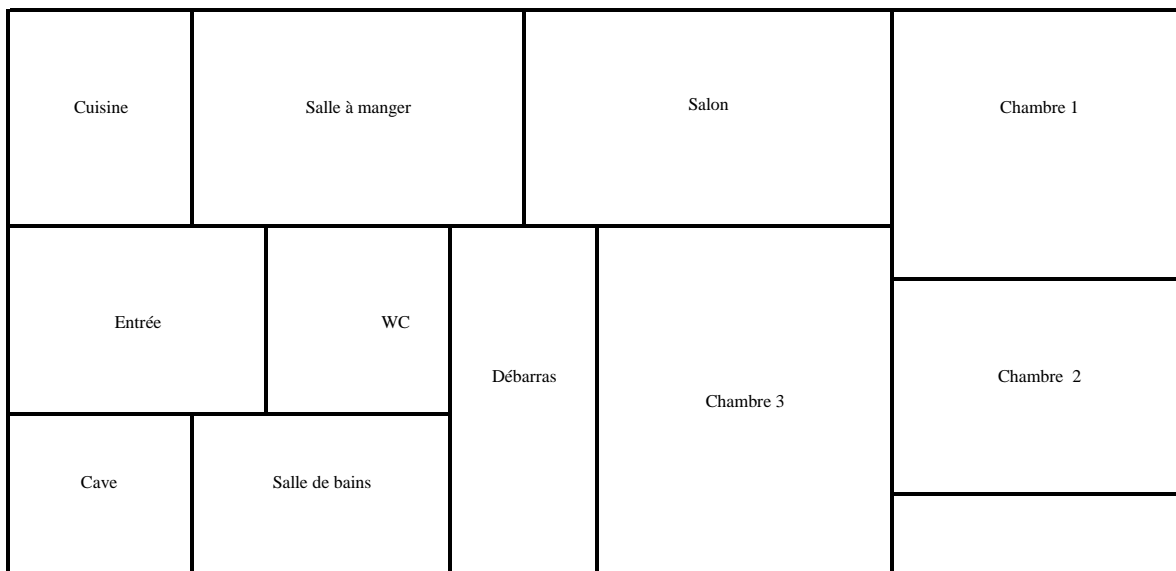 Cuisine
Salle à manger
Salon
Chambre 1
Entrée
WC
Débarras
Chambre 3
Chambre 2
Cave
Salle de bains